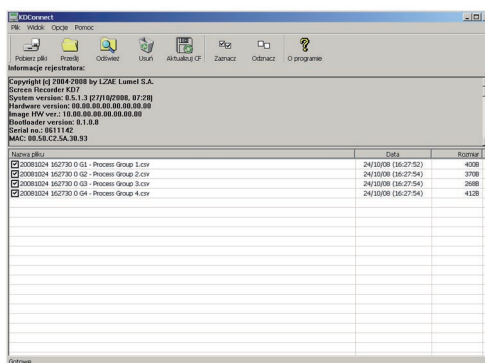 KDConnect
Plik Widok Opcje Pomoc
Pobierz pliki Prześlij Odśwież Usuń Aktualizuj CF Zaznacz Odznacz O programie
Informacje rejestratora:
Copyright (c) 2004-2008 by LZAE Lumel S.A.
Screen Recorder KD7
System version: 0.5.1.3 (27/10/2008, 07:28)
Hardware version: 00.00.00.00.00.00.00.00
Image HW ver.: 10.00.00.00.00.00.00.00
Bootloader version: 0.1.0.8
Serial no.: 0611142
MAC: 00.50.C2.5A.30.93
Nazwa pliku Data Rozmiar
20081024 162730 0 G1 - Process Group 1.csv 24/10/08 (16:27:52) 400B
20081024 162730 0 G2 - Process Group 2.csv 24/10/08 (16:27:54) 370B
20081024 162730 0 G3 - Process Group 3.csv 24/10/08 (16:27:54) 268B
20081024 162730 0 G4 - Process Group 4.csv 24/10/08 (16:27:54) 412B
Gotowe